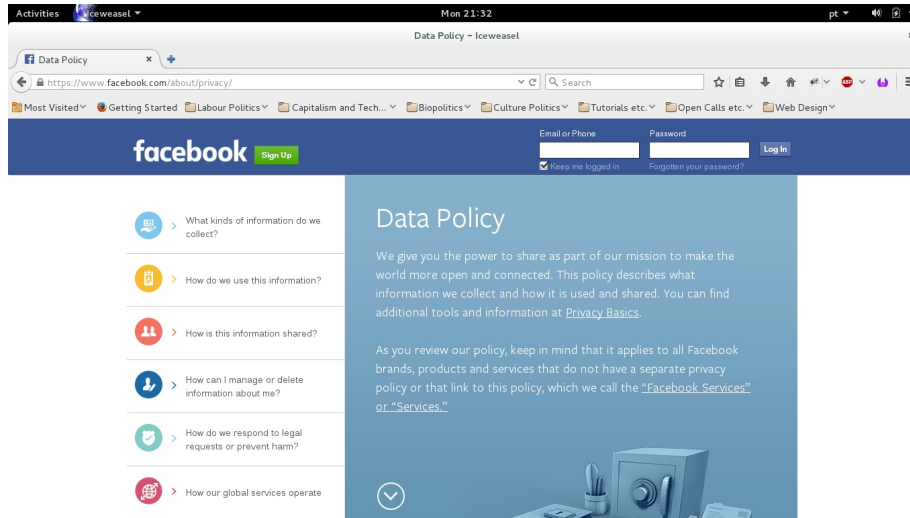 Activities Iceweasel Mon 21:32 pt
Data Policy - Iceweasel
Data Policy
https://www.facebook.com/about/privacy/ Search
Most Visited Getting Started Labour Politics Capitalism and Tech... Biopolitics Culture Politics Tutorials etc. Open Calls etc. Web Design
Email or Phone Password
facebook Sign Up Log In
Keep me logged in Forgotten your password?
What kinds of information do we
collect?
How do we use this information?
How is this information shared?
How can I manage or delete
information about me?
How do we respond to legal
requests or prevent harm?
How our global services operate
Data Policy
We give you the power to share as part of our mission to make the
world more open and connected. This policy describes what
information we collect and how it is used and shared. You can find
additional tools and information at Privacy Basics.
As you review our policy, keep in mind that it applies to all Facebook
brands, products and services that do not have a separate privacy
policy or that link to this policy, which we call the “Facebook Services”
or “Services.”